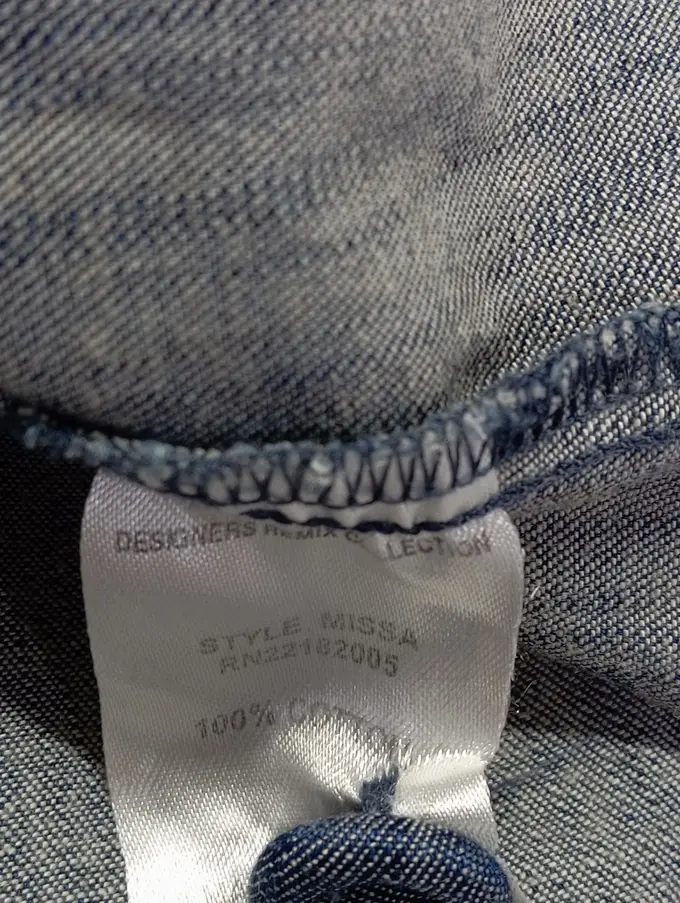 DESIGNERS REMIX COLLECTION
STYLE MISSA
RN22182005
100% COTTON